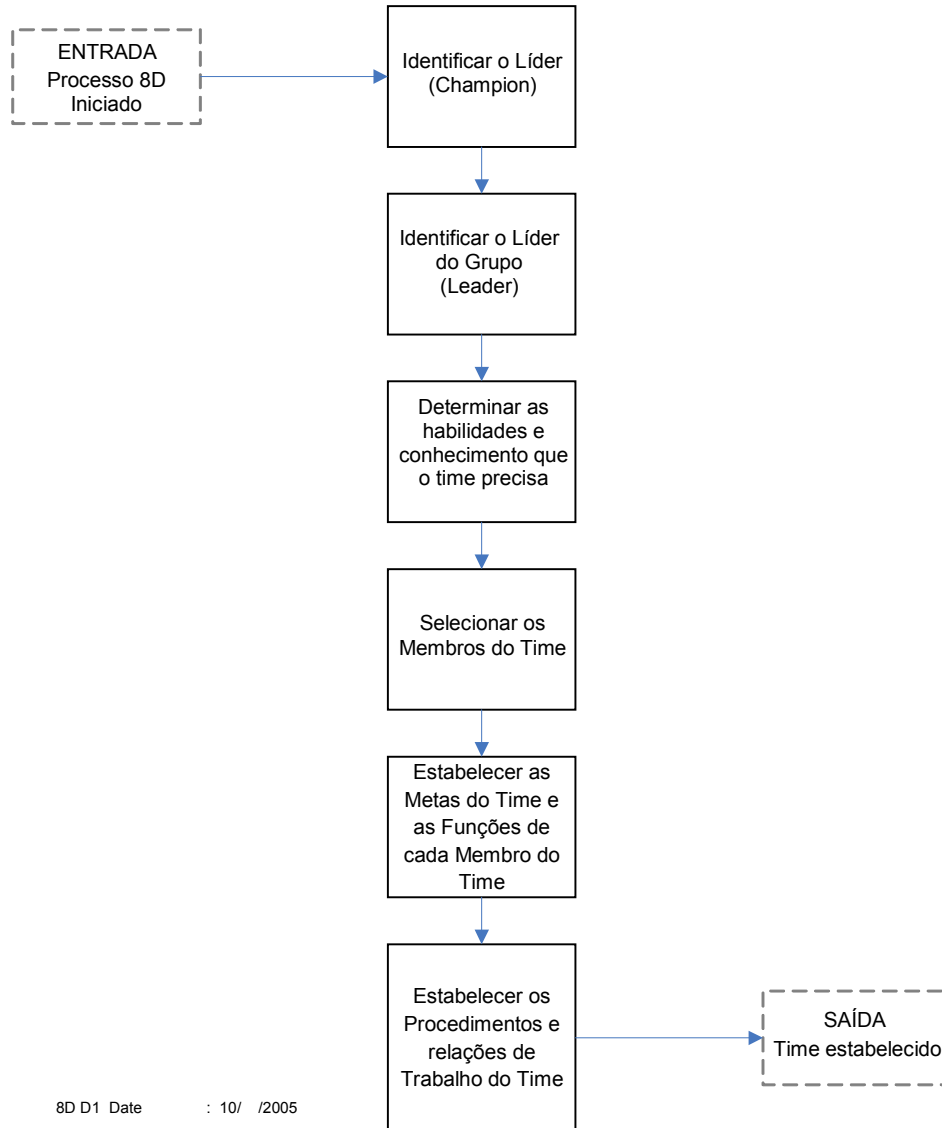 ENTRADA
Processo 8D
Iniciado
Identificar o Líder
(Champion)
Identificar o Líder
do Grupo
(Leader)
Determinar as
habilidades e
conhecimento que
o time precisa
Selecionar os
Membros do Time
Estabelecer as
Metas do Time e
as Funções de
cada Membro do
Time
Estabelecer os
Procedimentos e
relações de
Trabalho do Time
SAÍDA
Time estabelecido
8D D1 Date : 10/ /2005